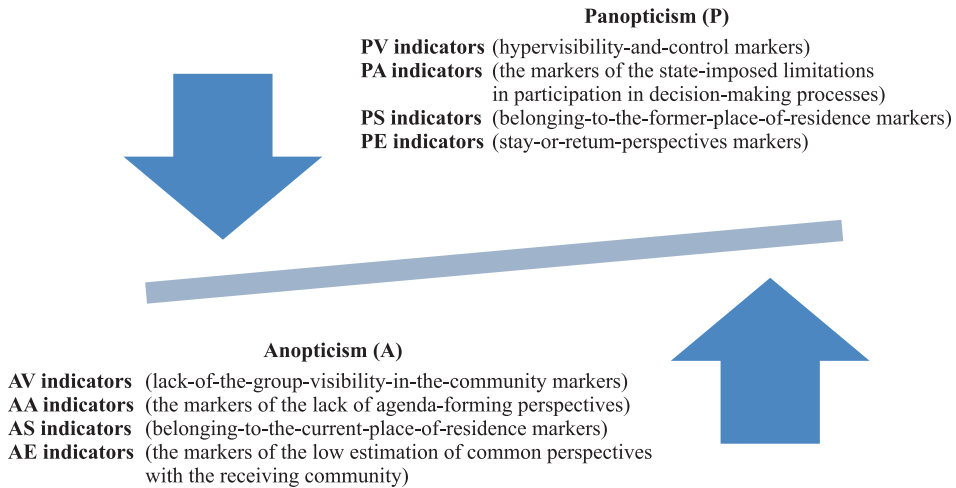 Panopticism (P)
PV indicators (hypervisibility-and-control markers)
PA indicators (the markers of the state-imposed limitations
in participation in decision-making processes)
PS indicators (belonging-to-the-former-place-of-residence markers)
PE indicators (stay-or-retum-perspectives markers)
Anopticism (A)
AV indicators (lack-of-the-group-visibility-in-the-community markers)
AA indicators (the markers of the lack of agenda-forming perspectives)
AS indicators (belonging-to-the-current-place-of-residence markers)
AE indicators (the markers of the low estimation of common perspectives
with the receiving community)